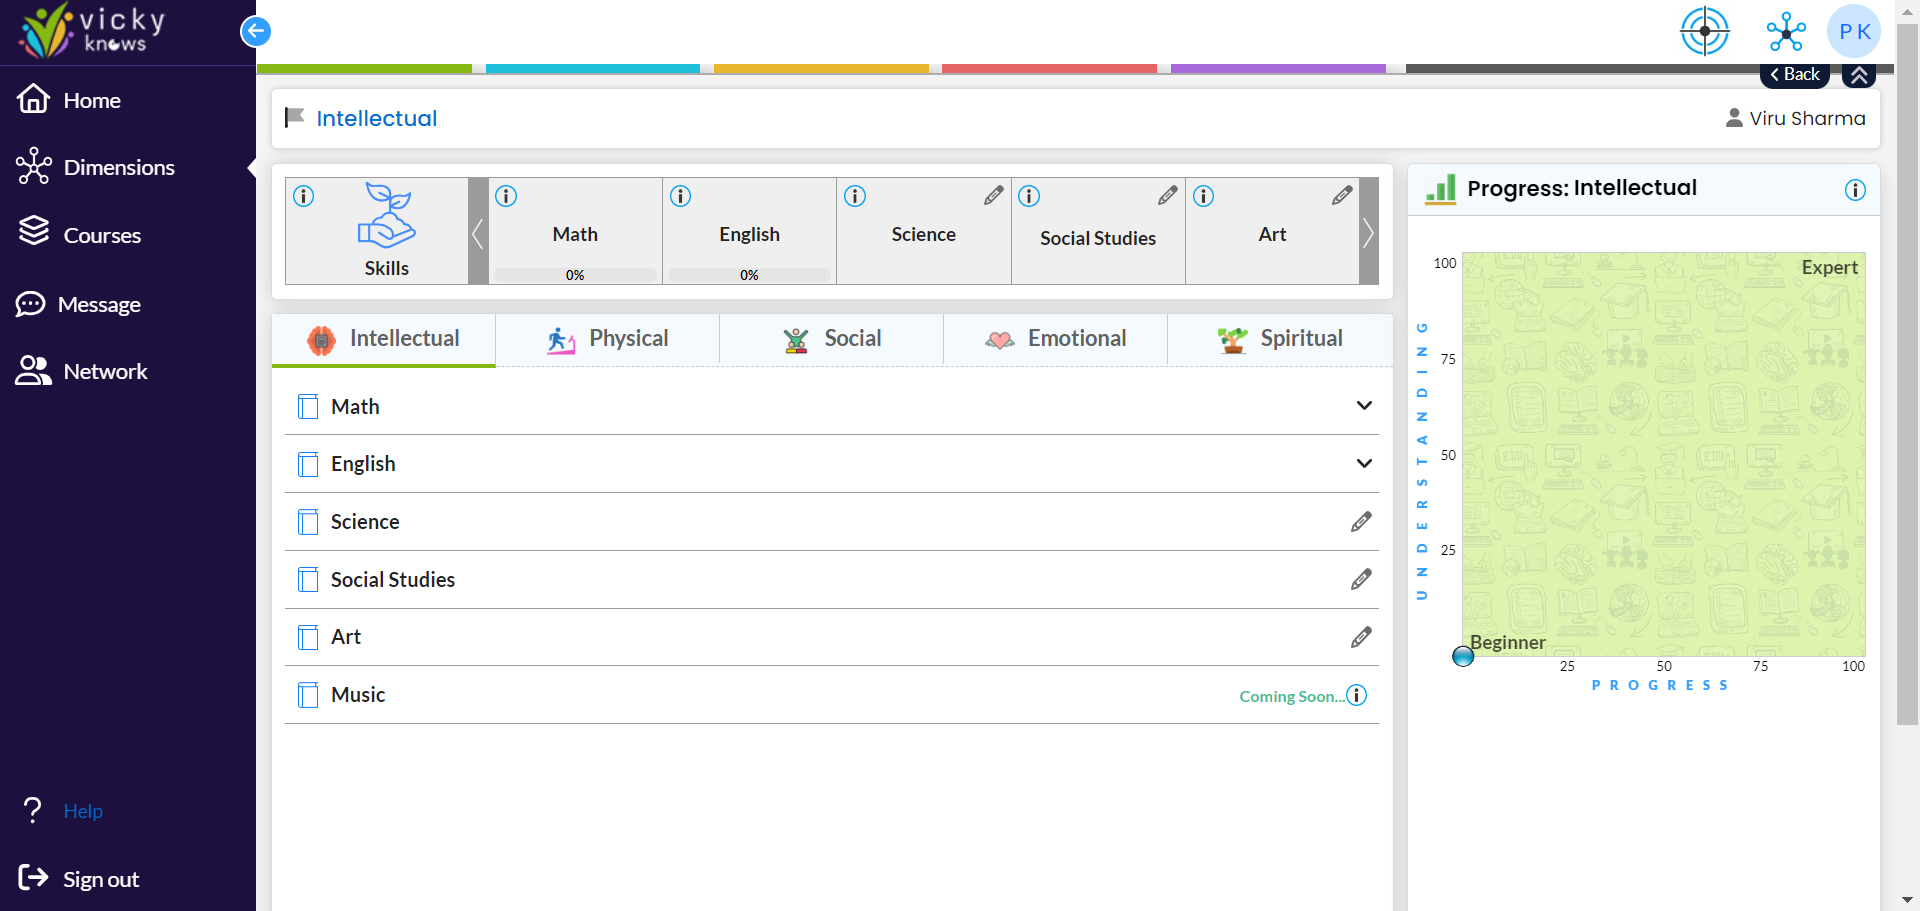 vicky
knows
P K
Back
Home
Dimensions
Courses
Message
Network
Help
Sign out
Intellectual
Viru Sharma
Skills
Math
0%
English
0%
Science
Social Studies
Art
Progress: Intellectual
Intellectual
Physical
Social
Emotional
Spiritual
Math
English
Science
Social Studies
Art
Music
Coming Soon...
UNDERSTANDING
100
75
50
25
Expert
Beginner
25
50
75
100
PROGRESS